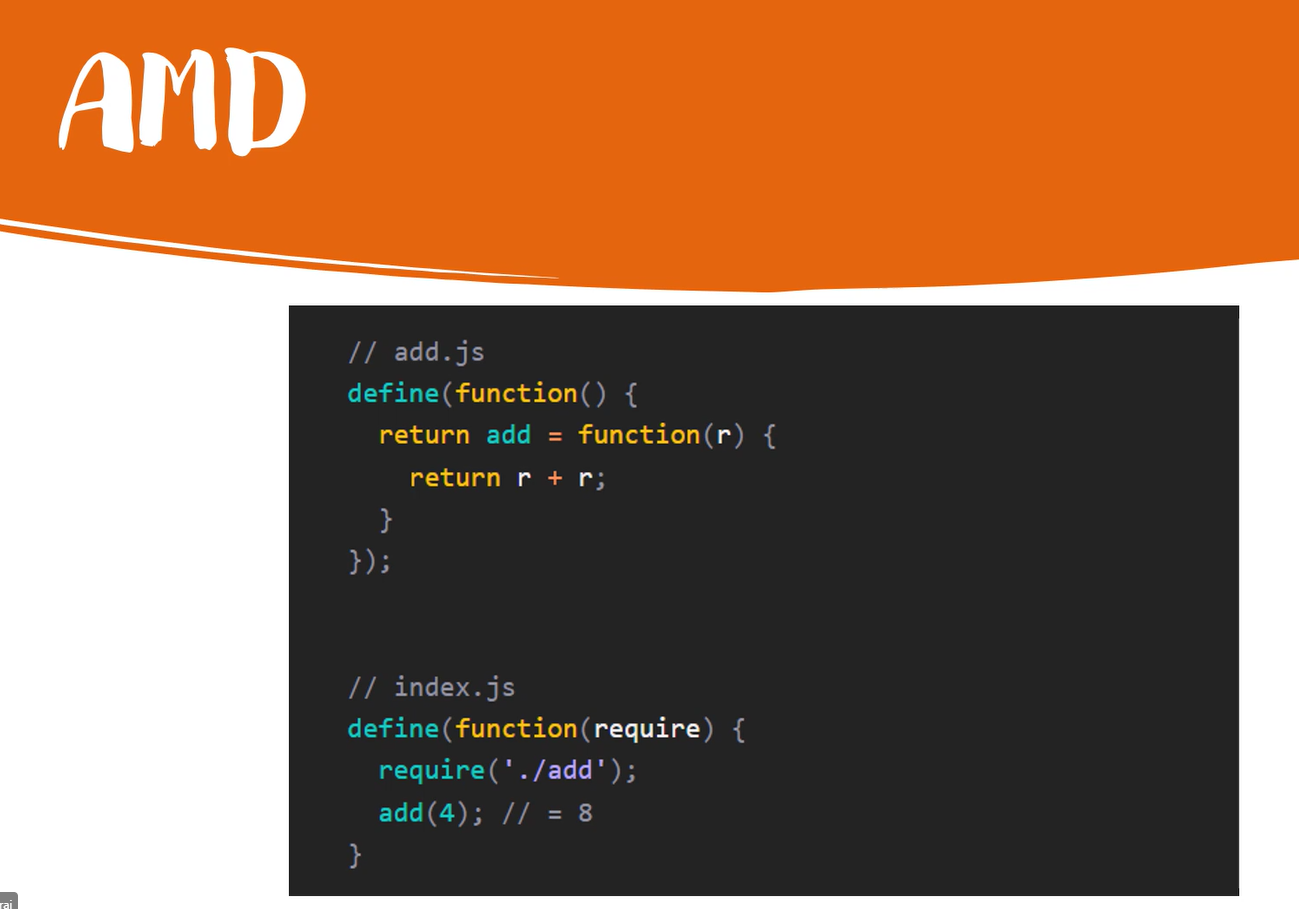 AMD
// add.js
define(function() {
  return add = function(r) {
    return r + r;
  }
});
// index.js
define(function(require) {
  require('./add');
  add(4); // = 8
}